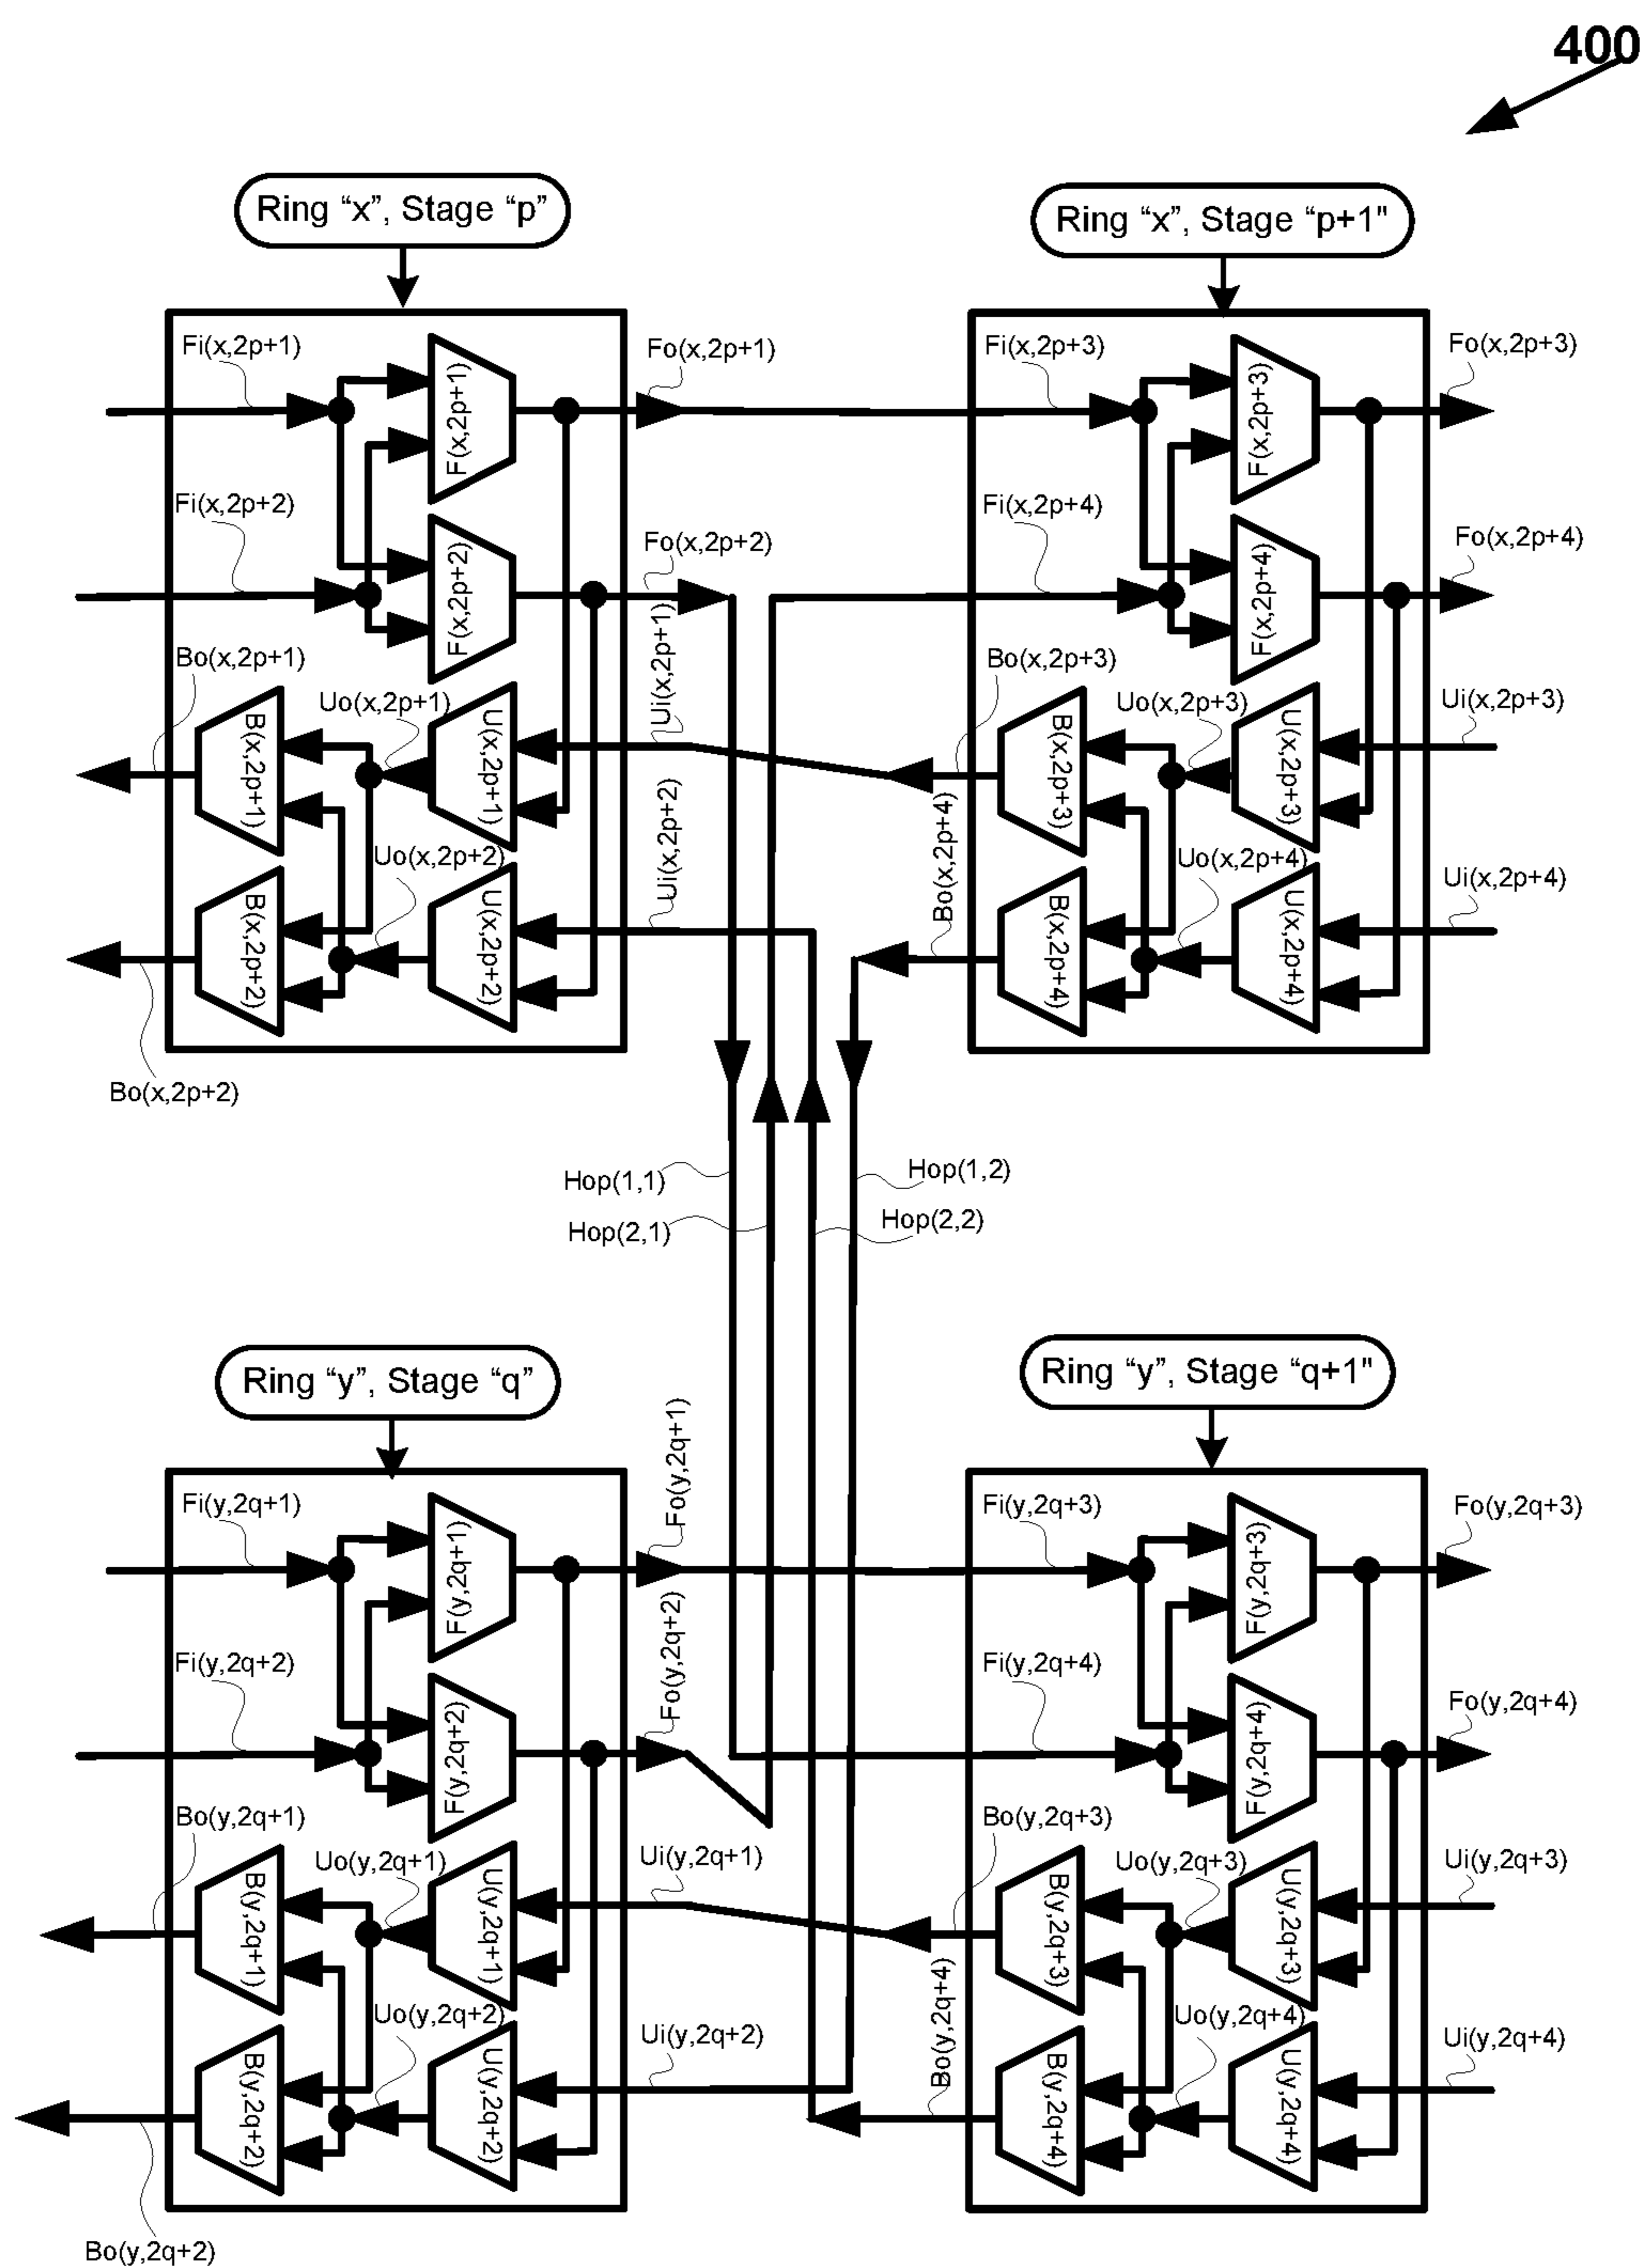 400
Ring “x”, Stage “p”
Ring “x”, Stage “p+1"
Fi(x,2p+1)
Fo(x,2p+1)
Fi(x,2p+3)
Fo(x,2p+3)
F(x,2p+1)
F(x,2p+3)
Fi(x,2p+2)
Fo(x,2p+2)
Fi(x,2p+4)
Fo(x,2p+4)
F(x,2p+2)
F(x,2p+4)
Bo(x,2p+1)
Uo(x,2p+1)
Ui(x,2p+1)
Bo(x,2p+3)
Uo(x,2p+3)
Ui(x,2p+3)
B(x,2p+1)
U(x,2p+1)
B(x,2p+3)
U(x,2p+3)
Uo(x,2p+2)
Ui(x,2p+2)
Bo(x,2p+4)
Uo(x,2p+4)
Ui(x,2p+4)
B(x,2p+2)
U(x,2p+2)
B(x,2p+4)
U(x,2p+4)
Bo(x,2p+2)
Hop(1,1)
Hop(1,2)
Hop(2,1)
Hop(2,2)
Ring “y”, Stage “q”
Ring “y”, Stage “q+1"
Fi(y,2q+1)
Fo(y,2q+1)
Fi(y,2q+3)
Fo(y,2q+3)
F(y,2q+1)
F(y,2q+3)
Fi(y,2q+2)
Fo(y,2q+2)
Fi(y,2q+4)
Fo(y,2q+4)
F(y,2q+2)
F(y,2q+4)
Bo(y,2q+1)
Uo(y,2q+1)
Ui(y,2q+1)
Bo(y,2q+3)
Uo(y,2q+3)
Ui(y,2q+3)
B(y,2q+1)
U(y,2q+1)
B(y,2q+3)
U(y,2q+3)
Uo(y,2q+2)
Ui(y,2q+2)
Bo(y,2q+4)
Uo(y,2q+4)
Ui(y,2q+4)
B(y,2q+2)
U(y,2q+2)
B(y,2q+4)
U(y,2q+4)
Bo(y,2q+2)